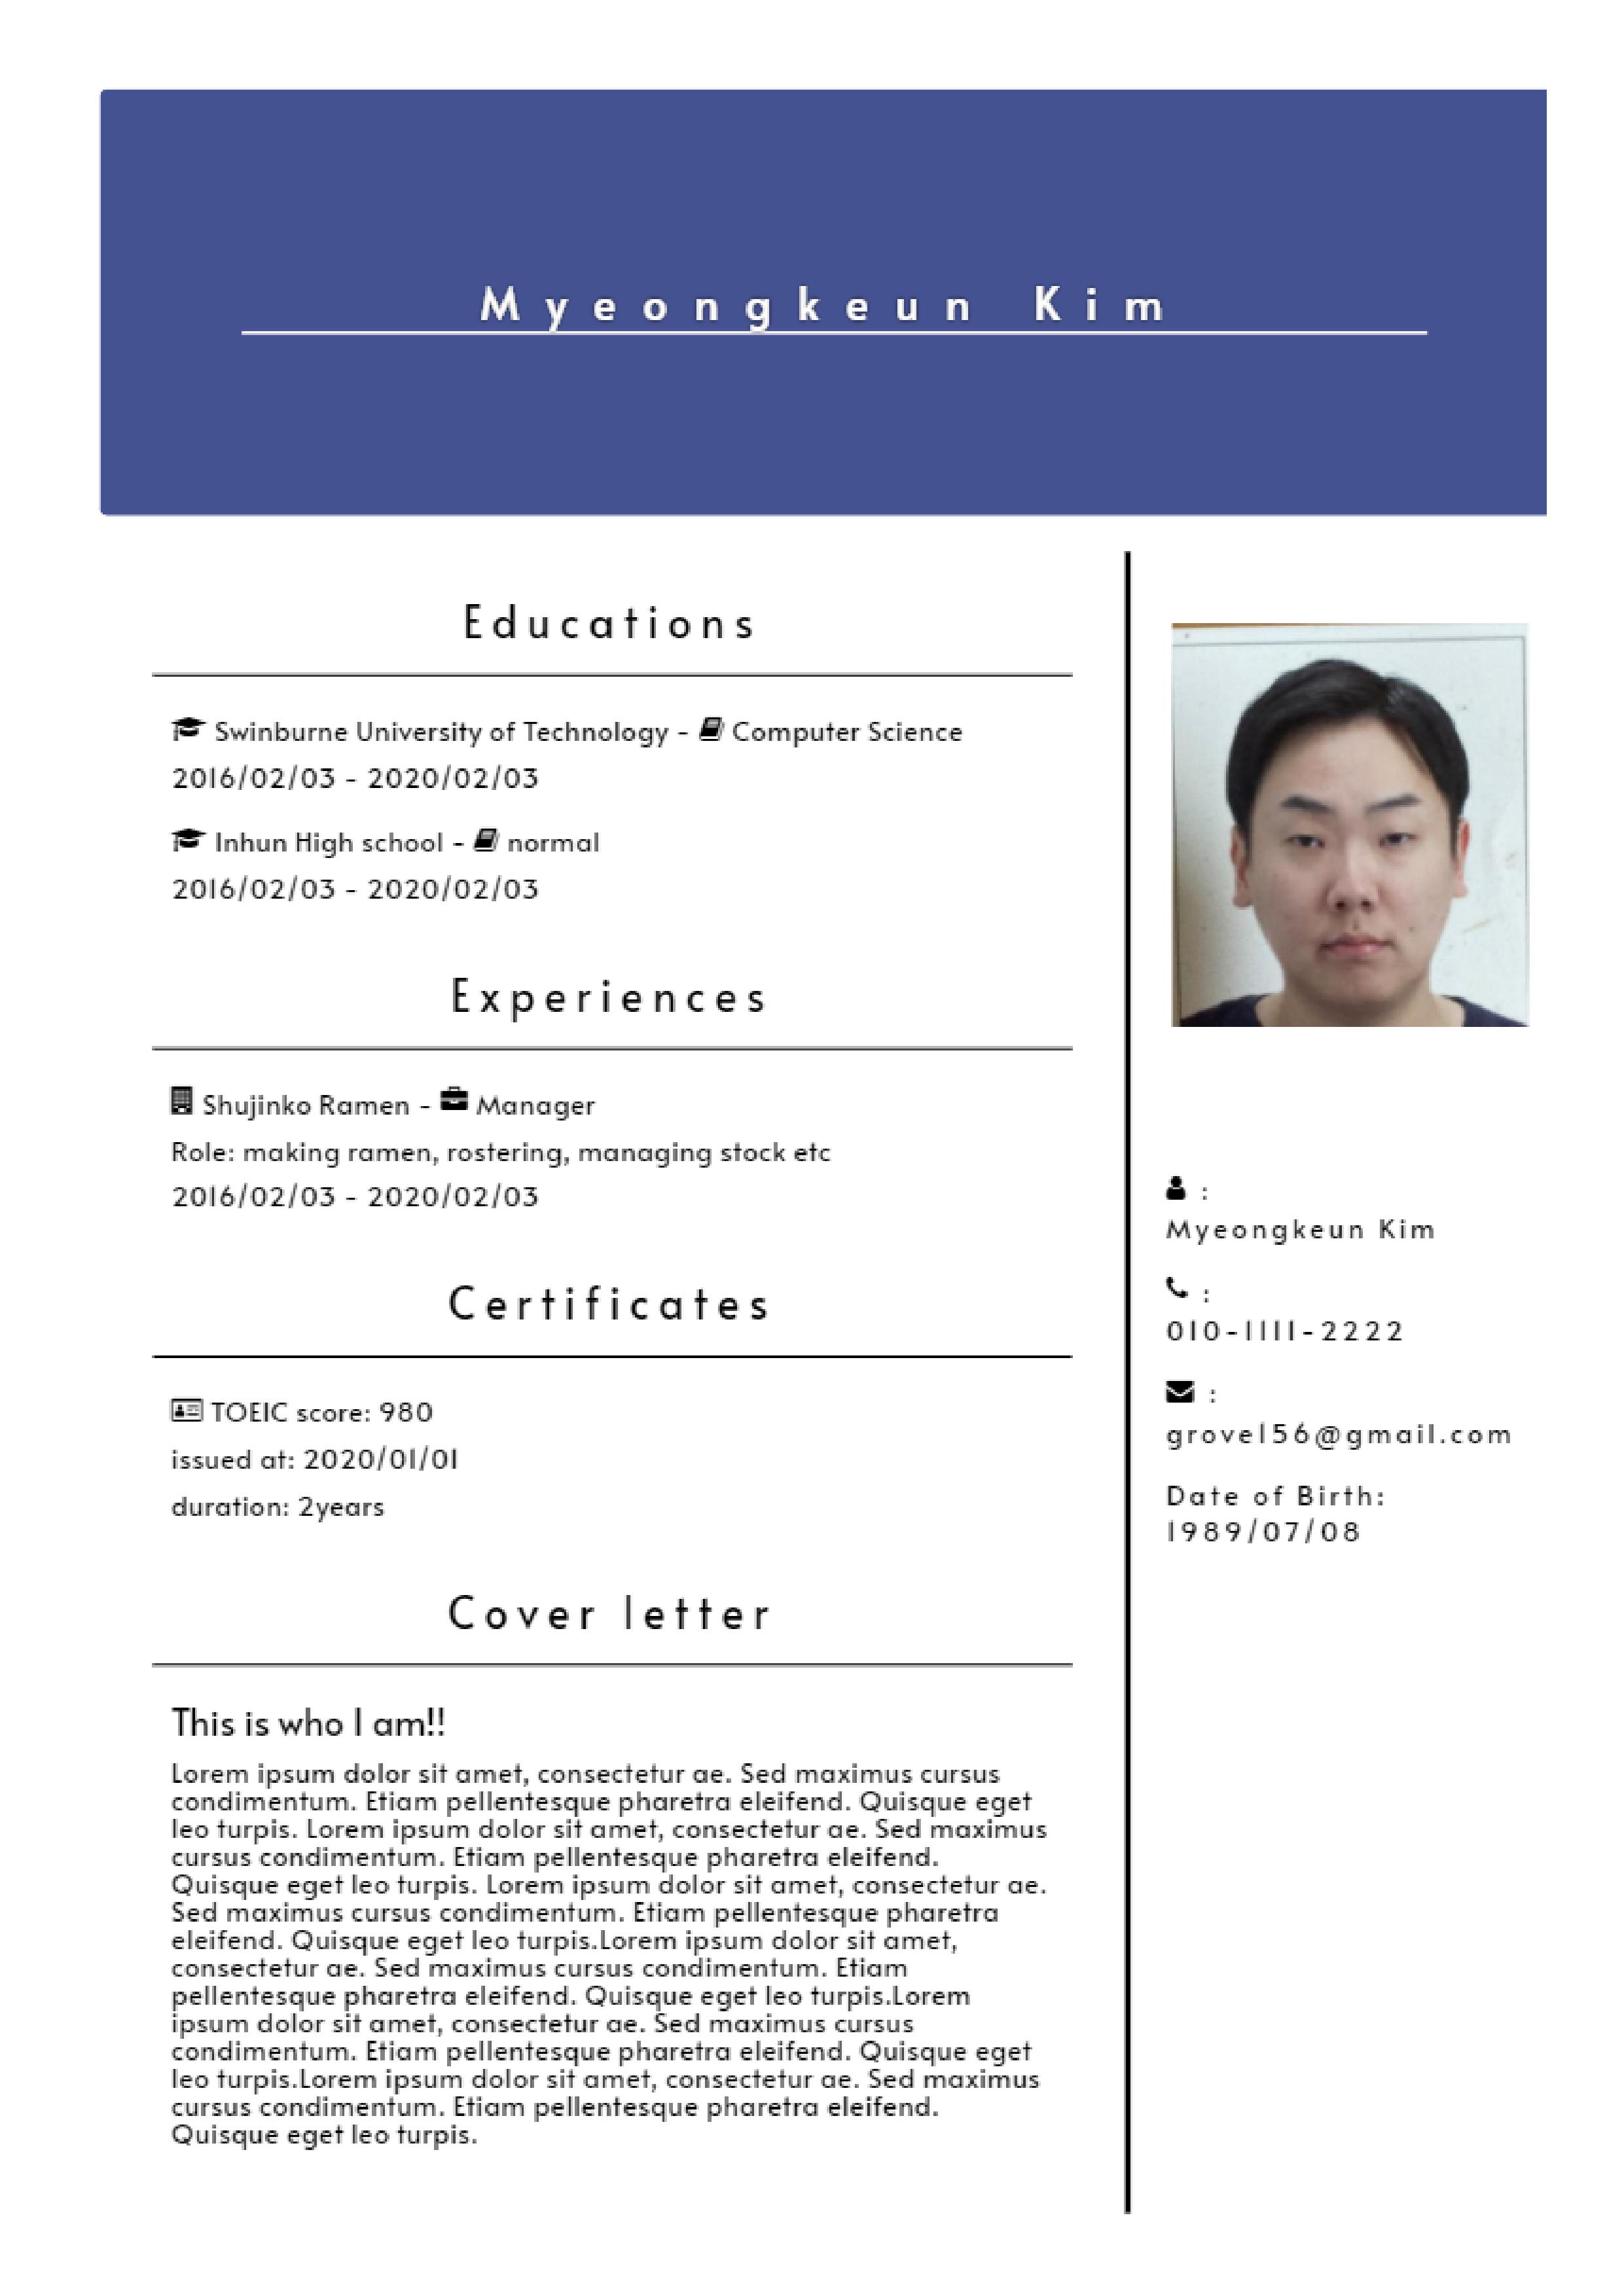 Myeongkeun Kim
Educations
Swinburne University of Technology - Computer Science
2016/02/03 - 2020/02/03
Inhun High school - normal
2016/02/03 - 2020/02/03
Experiences
Shujinko Ramen - Manager
Role: making ramen, rostering, managing stock etc
2016/02/03 - 2020/02/03
Certificates
TOEIC score: 980
issued at: 2020/01/01
duration: 2years
Cover letter
This is who I am!!
Lorem ipsum dolor sit amet, consectetur ae. Sed maximus cursus
condimentum. Etiam pellentesque pharetra eleifend. Quisque eget
leo turpis. Lorem ipsum dolor sit amet, consectetur ae. Sed maximus
cursus condimentum. Etiam pellentesque pharetra eleifend.
Quisque eget leo turpis. Lorem ipsum dolor sit amet, consectetur ae.
Sed maximus cursus condimentum. Etiam pellentesque pharetra
eleifend. Quisque eget leo turpis.Lorem ipsum dolor sit amet,
consectetur ae. Sed maximus cursus condimentum. Etiam
pellentesque pharetra eleifend. Quisque eget leo turpis.Lorem
ipsum dolor sit amet, consectetur ae. Sed maximus cursus
condimentum. Etiam pellentesque pharetra eleifend. Quisque eget
leo turpis.Lorem ipsum dolor sit amet, consectetur ae. Sed maximus
cursus condimentum. Etiam pellentesque pharetra eleifend.
Quisque eget leo turpis.
:
Myeongkeun Kim
:
010-1111-2222
:
grove156@gmail.com
Date of Birth:
1989/07/08